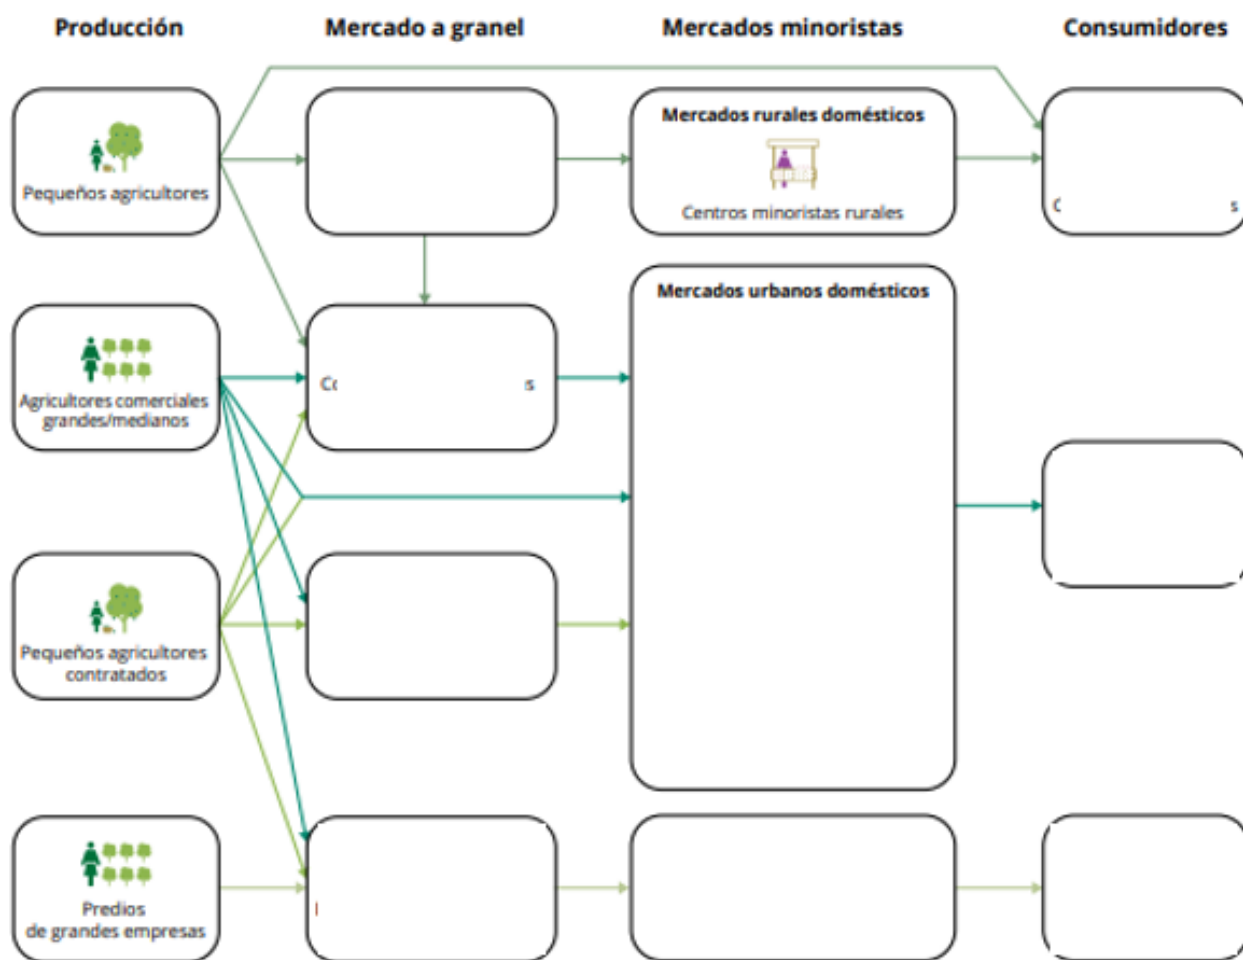 Producción
Mercado a granel
Mercados minoristas
Consumidores
Pequeños agricultores
Mercados rurales domésticos
Centros minoristas rurales
Agricultores comerciales
grandes/medianos
Mercados urbanos domésticos
Pequeños agricultores
contratados
Predios
de grandes empresas